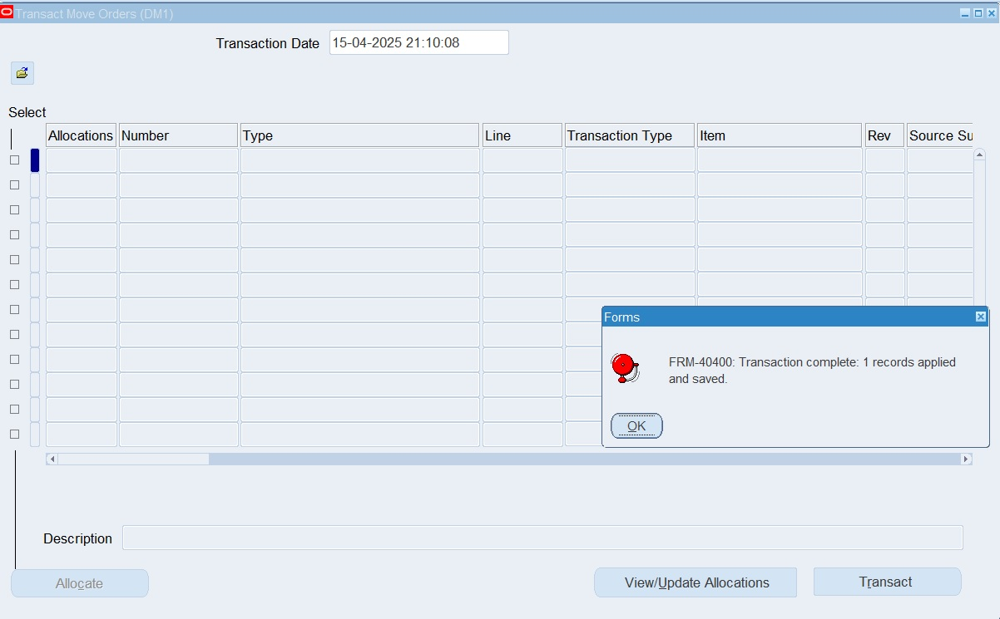 Transact Move Orders (DM1)
Transaction Date 15-04-2025 21:10:08
Select
Allocations Number Type Line Transaction Type Item Rev Source Su
Forms
FRM-40400: Transaction complete: 1 records applied
and saved.
OK
Description
Allocate View/Update Allocations Transact